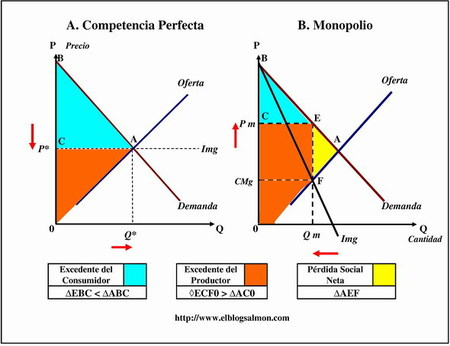 A. Competencia Perfecta
B. Monopolio
P Precio
B
Oferta
C
A
P*
Img
Demanda
0
Q*
Q
P
B
Oferta
C
E
P m
A
CMg
F
Demanda
0
Q m
Img
Q
Cantidad
Excedente del
Consumidor
ΔEBC < ΔABC
Excedente del
Productor
◊ECF0 > ΔAC0
Pérdida Social
Neta
ΔAEF
http://www.elblogsalmon.com